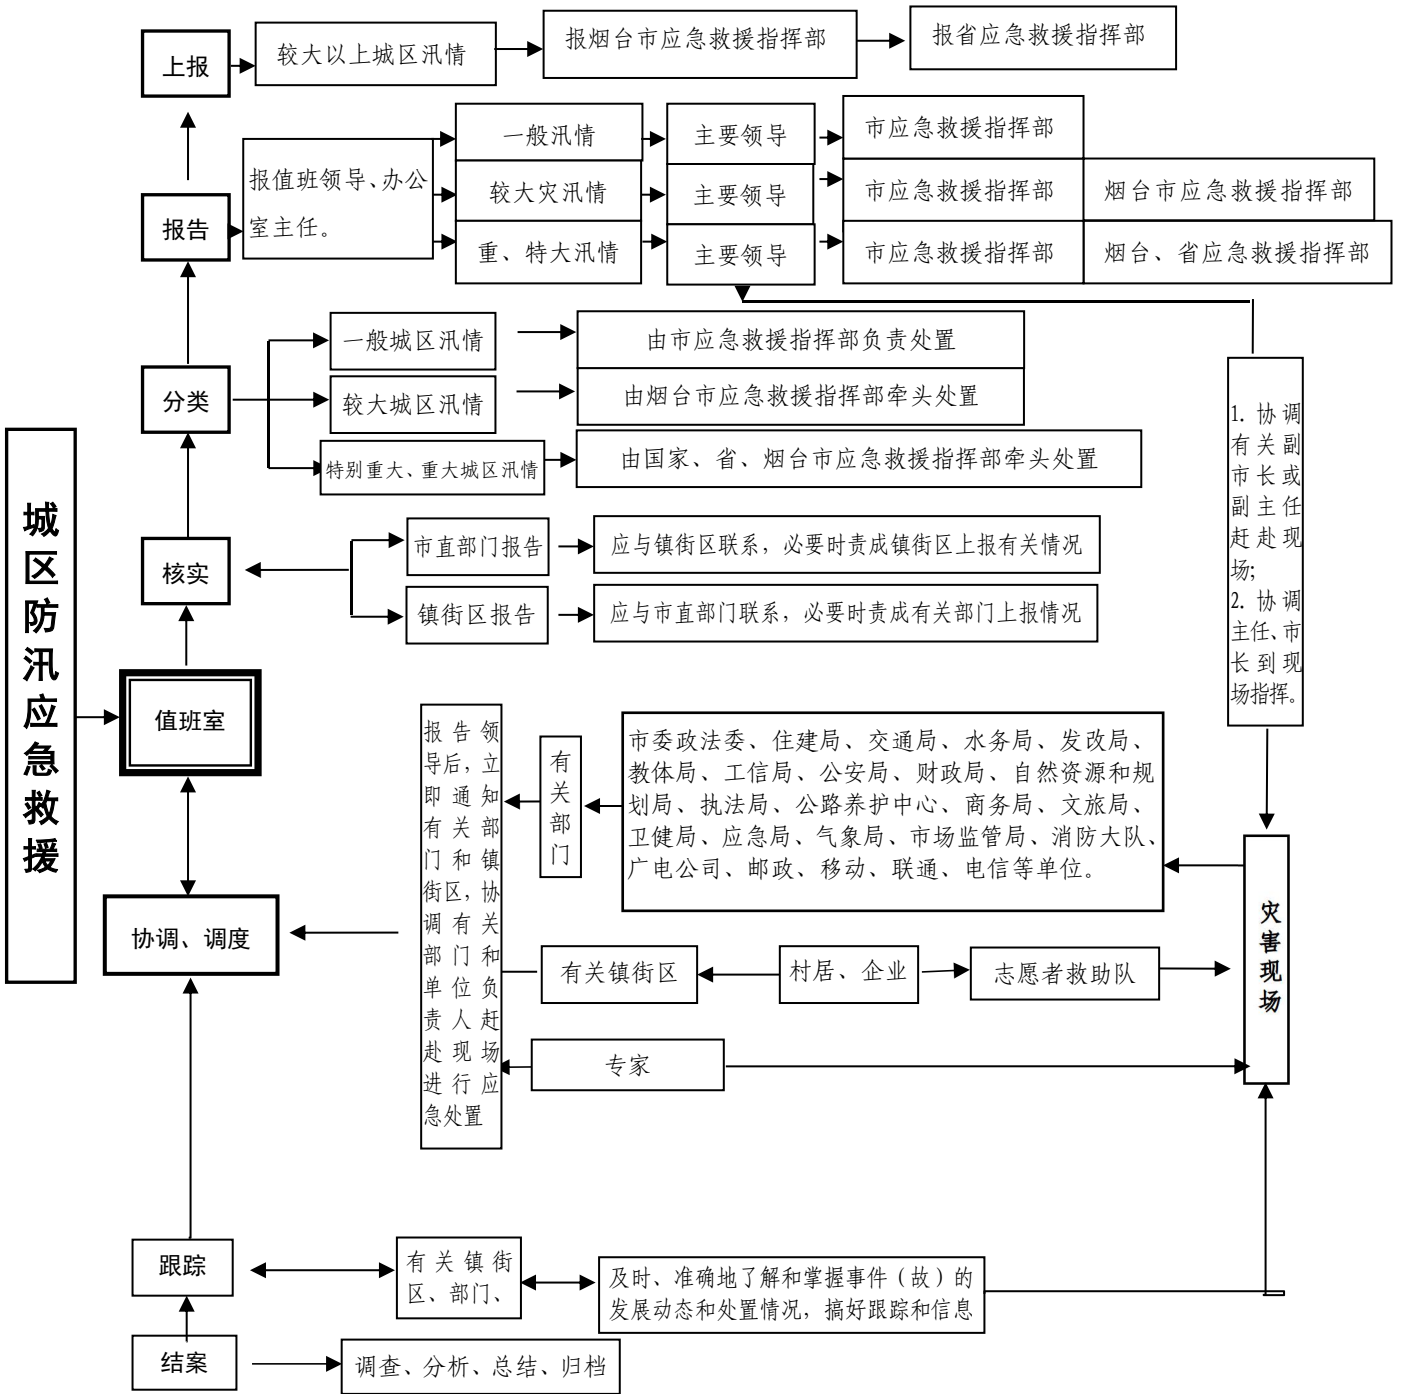 上报
较大以上城区汛情
报烟台市应急救援指挥部
报省应急救援指挥部
报告
报值班领导、办公
室主任。
一般汛情
主要领导
市应急救援指挥部
较大灾汛情
主要领导
市应急救援指挥部
烟台市应急救援指挥部
重、特大汛情
主要领导
市应急救援指挥部
烟台、省应急救援指挥部
分类
一般城区汛情
由市应急救援指挥部负责处置
较大城区汛情
由烟台市应急救援指挥部牵头处置
特别重大、重大城区汛情
由国家、省、烟台市应急救援指挥部牵头处置
1. 协调
有关副
市长或
副主任
赶赴现
场;
2. 协调
主任、市
长到现
场指挥。
城区防汛应急救援
核实
市直部门报告
应与镇街区联系，必要时责成镇街区上报有关情况
镇街区报告
应与市直部门联系，必要时责成有关部门上报情况
值班室
报告领
导后，立
即通知
有关部
门和镇
街区，协
调有关
部门和
单位负
责人赶
赴现场
进行应
急处置
有关部门
市委政法委、住建局、交通局、水务局、发改局、
教体局、工信局、公安局、财政局、自然资源和规
划局、执法局、公路养护中心、商务局、文旅局、
卫健局、应急局、气象局、市场监管局、消防大队、
广电公司、邮政、移动、联通、电信等单位。
协调、调度
有关镇街区
村居、企业
志愿者救助队
灾害现场
专家
跟踪
有关镇街
区、部门、
及时、准确地了解和掌握事件（故）的
发展动态和处置情况，搞好跟踪和信息
结案
调查、分析、总结、归档